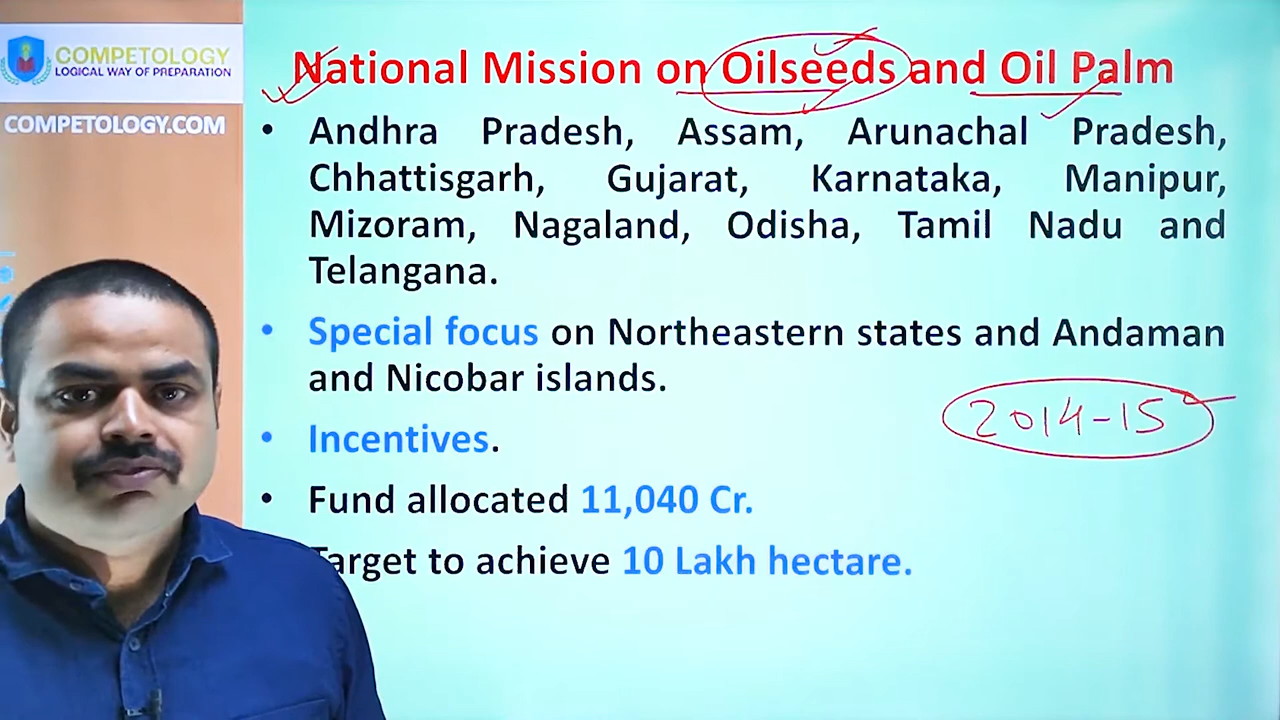 COMPETOLOGY
LOGICAL WAY OF PREPARATION
COMPETOLOGY.COM
National Mission on Oilseeds and Oil Palm
• Andhra Pradesh, Assam, Arunachal Pradesh,
Chhattisgarh, Gujarat, Karnataka, Manipur,
Mizoram, Nagaland, Odisha, Tamil Nadu and
Telangana.
• Special focus on Northeastern states and Andaman
and Nicobar islands.
2014-15
• Incentives.
• Fund allocated 11,040 Cr.
Target to achieve 10 Lakh hectare.